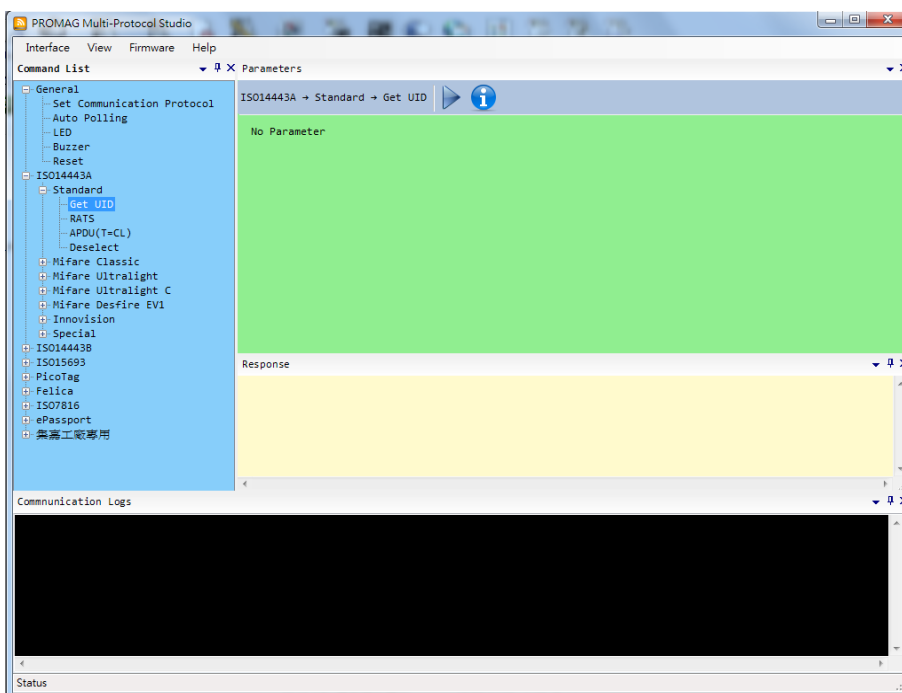 PROMAG Multi-Protocol Studio
Interface View Firmware Help
Command List
Parameters
General
Set Communication Protocol
Auto Polling
LED
Buzzer
Reset
ISO14443A
Standard
Get UID
RATS
APDU(T=CL)
Deselect
Mifare Classic
Mifare Ultralight
Mifare Ultralight C
Mifare Desfire EV1
Innovision
Special
ISO14443B
ISO15693
PicoTag
Felica
ISO7816
ePassport
集嘉工廠專用
ISO14443A → Standard → Get UID
No Parameter
Response
Commnunication Logs
Status